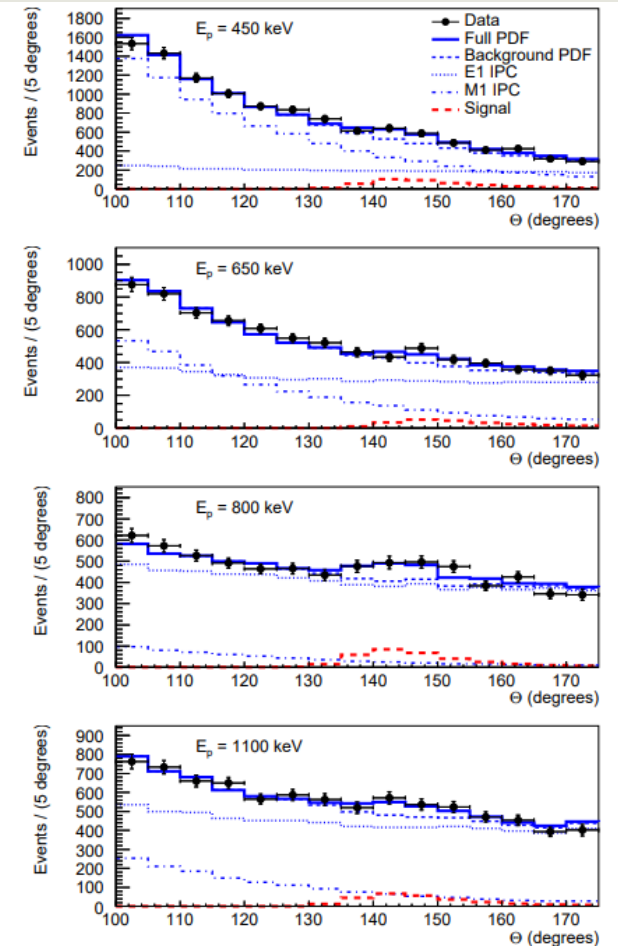 Events / (5 degrees)
1800
1600
1400
1200
1000
800
600
400
200
0
E_p = 450 keV
Data
Full PDF
Background PDF
E1 IPC
M1 IPC
Signal
100 110 120 130 140 150 160 170
Θ (degrees)
Events / (5 degrees)
1000
800
600
400
200
0
E_p = 650 keV
100 110 120 130 140 150 160 170
Θ (degrees)
Events / (5 degrees)
800
700
600
500
400
300
200
100
0
E_p = 800 keV
100 110 120 130 140 150 160 170
Θ (degrees)
Events / (5 degrees)
900
800
700
600
500
400
300
200
100
0
E_p = 1100 keV
100 110 120 130 140 150 160 170
Θ (degrees)